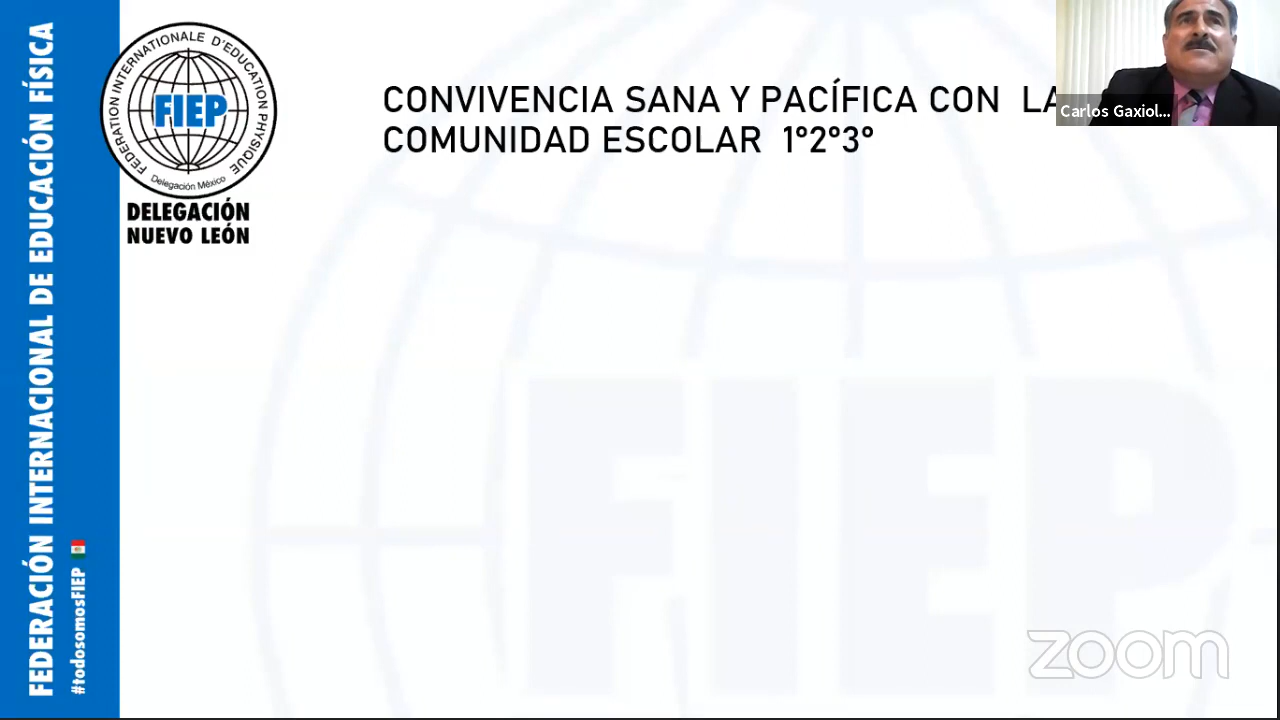 FEDERACIÓN INTERNACIONAL DE EDUCACIÓN FÍSICA
#todosomosFIEP
FEDERATION INTERNATIONALE D'EDUCATION PHYSIQUE
FIEP
Delegación México
DELEGACIÓN
NUEVO LEÓN
CONVIVENCIA SANA Y PACÍFICA CON LA
COMUNIDAD ESCOLAR 1°2°3°
Carlos Gaxiol...
FIEP
zoom